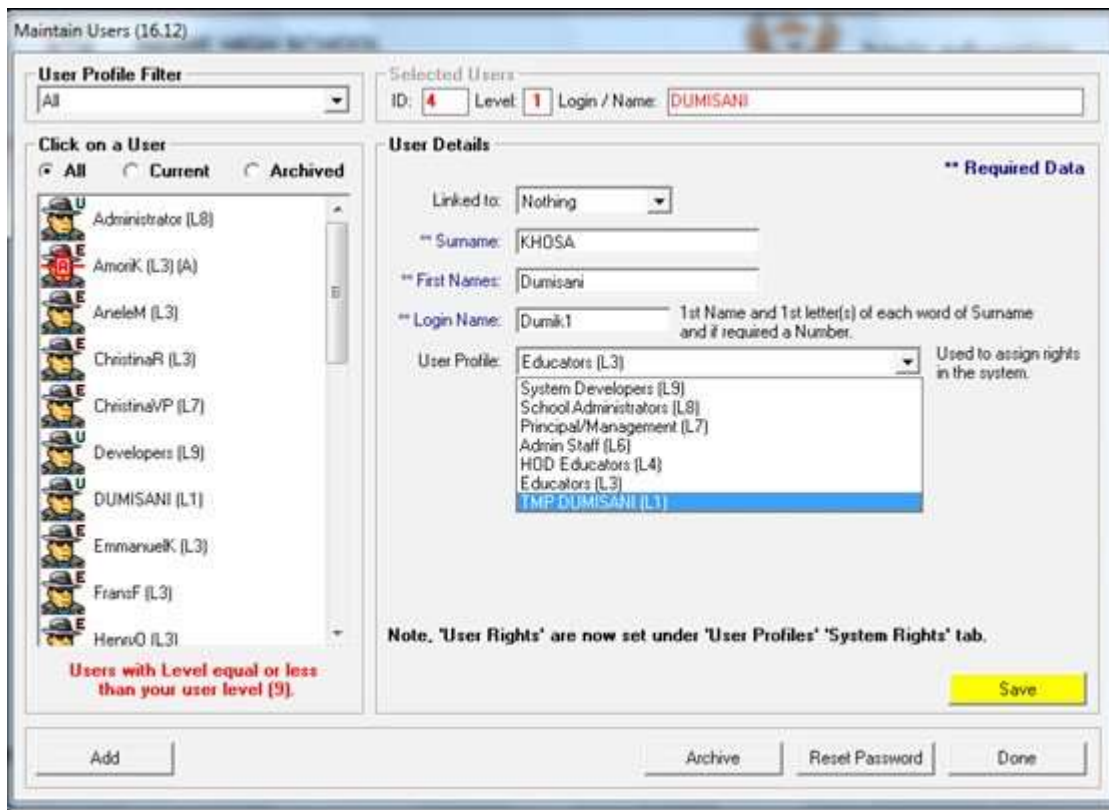 Maintain Users (16.12)
User Profile Filter
All
Selected Users
ID: 4 Level: 1 Login / Name: DUMISANI
Click on a User
All Current Archived
U
Administrator (L8)
E
A
AmoriK (L3) (A)
E
AneleM (L3)
E
ChristinaR (L3)
E
ChristinaVP (L7)
U
Developers (L9)
U
DUMISANI (L1)
E
EmmanuelK (L3)
E
FransF (L3)
E
HenruO (L3)
Users with Level equal or less
than your user level (9).
User Details
** Required Data
Linked to: Nothing
** Surname: KHOSA
** First Names: Dumisani
** Login Name: Dumik1
1st Name and 1st letter(s) of each word of Surname
and if required a Number.
User Profile: Educators (L3)
Used to assign rights
in the system.
System Developers (L9)
School Administrators (L8)
Principal/Management (L7)
Admin Staff (L6)
HOD Educators (L4)
Educators (L3)
TMP DUMISANI (L1)
Note, 'User Rights' are now set under 'User Profiles' 'System Rights' tab.
Save
Add
Archive
Reset Password
Done